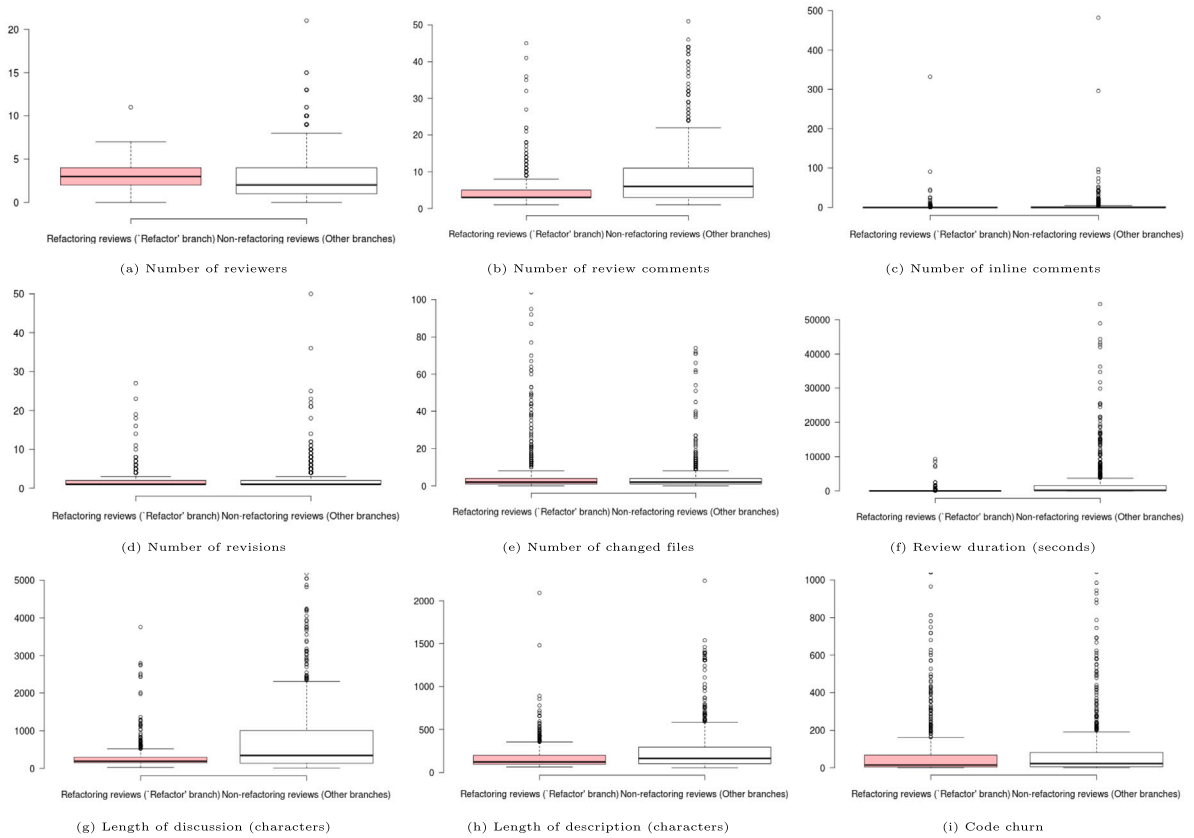 20
15
10
5
0
Refactoring reviews (`Refactor' branch) Non-refactoring reviews (Other branches)
(a) Number of reviewers
50
40
30
20
10
0
Refactoring reviews (`Refactor' branch) Non-refactoring reviews (Other branches)
(b) Number of review comments
500
400
300
200
100
0
Refactoring reviews (`Refactor' branch) Non-refactoring reviews (Other branches)
(c) Number of inline comments
50
40
30
20
10
0
Refactoring reviews (`Refactor' branch) Non-refactoring reviews (Other branches)
(d) Number of revisions
100
80
60
40
20
0
Refactoring reviews (`Refactor' branch) Non-refactoring reviews (Other branches)
(e) Number of changed files
50000
40000
30000
20000
10000
0
Refactoring reviews (`Refactor' branch) Non-refactoring reviews (Other branches)
(f) Review duration (seconds)
5000
4000
3000
2000
1000
0
Refactoring reviews (`Refactor' branch) Non-refactoring reviews (Other branches)
(g) Length of discussion (characters)
2000
1500
1000
500
0
Refactoring reviews (`Refactor' branch) Non-refactoring reviews (Other branches)
(h) Length of description (characters)
1000
800
600
400
200
0
Refactoring reviews (`Refactor' branch) Non-refactoring reviews (Other branches)
(i) Code churn